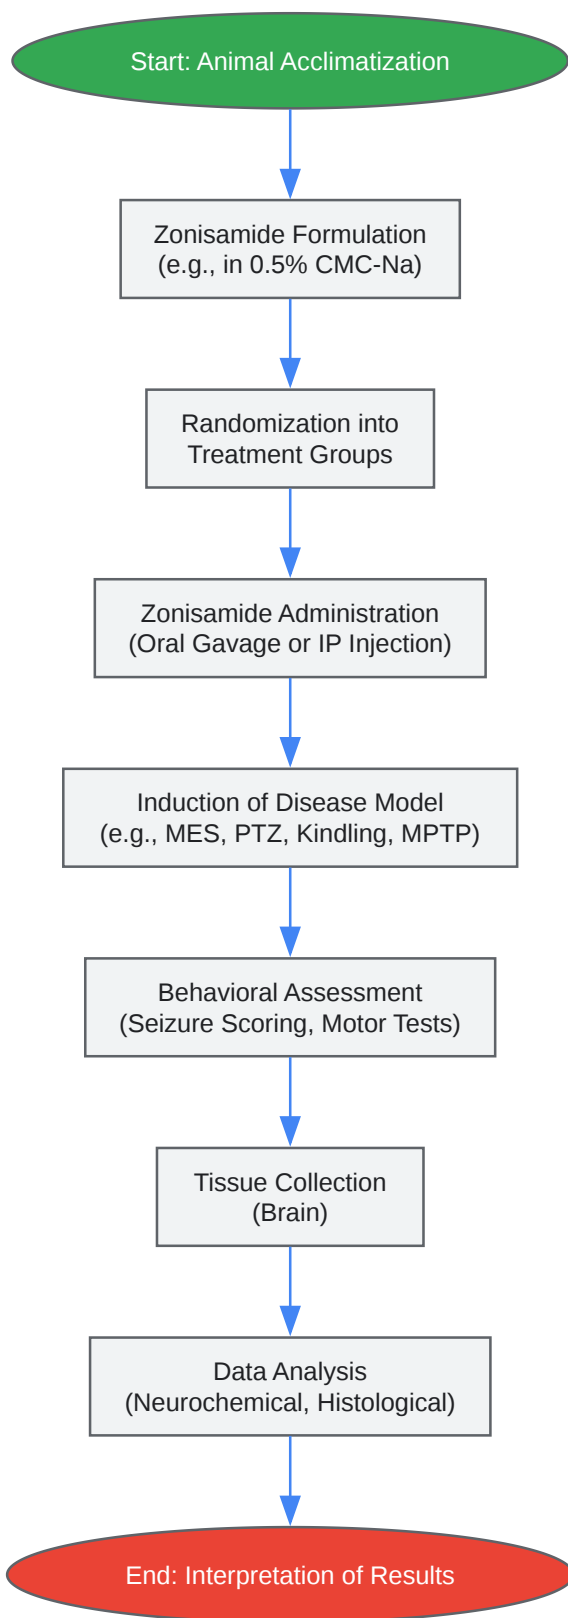 Start: Animal Acclimatization
Zonisamide Formulation
(e.g., in 0.5% CMC-Na)
Randomization into
Treatment Groups
Zonisamide Administration
(Oral Gavage or IP Injection)
Induction of Disease Model
(e.g., MES, PTZ, Kindling, MPTP)
Behavioral Assessment
(Seizure Scoring, Motor Tests)
Tissue Collection
(Brain)
Data Analysis
(Neurochemical, Histological)
End: Interpretation of Results